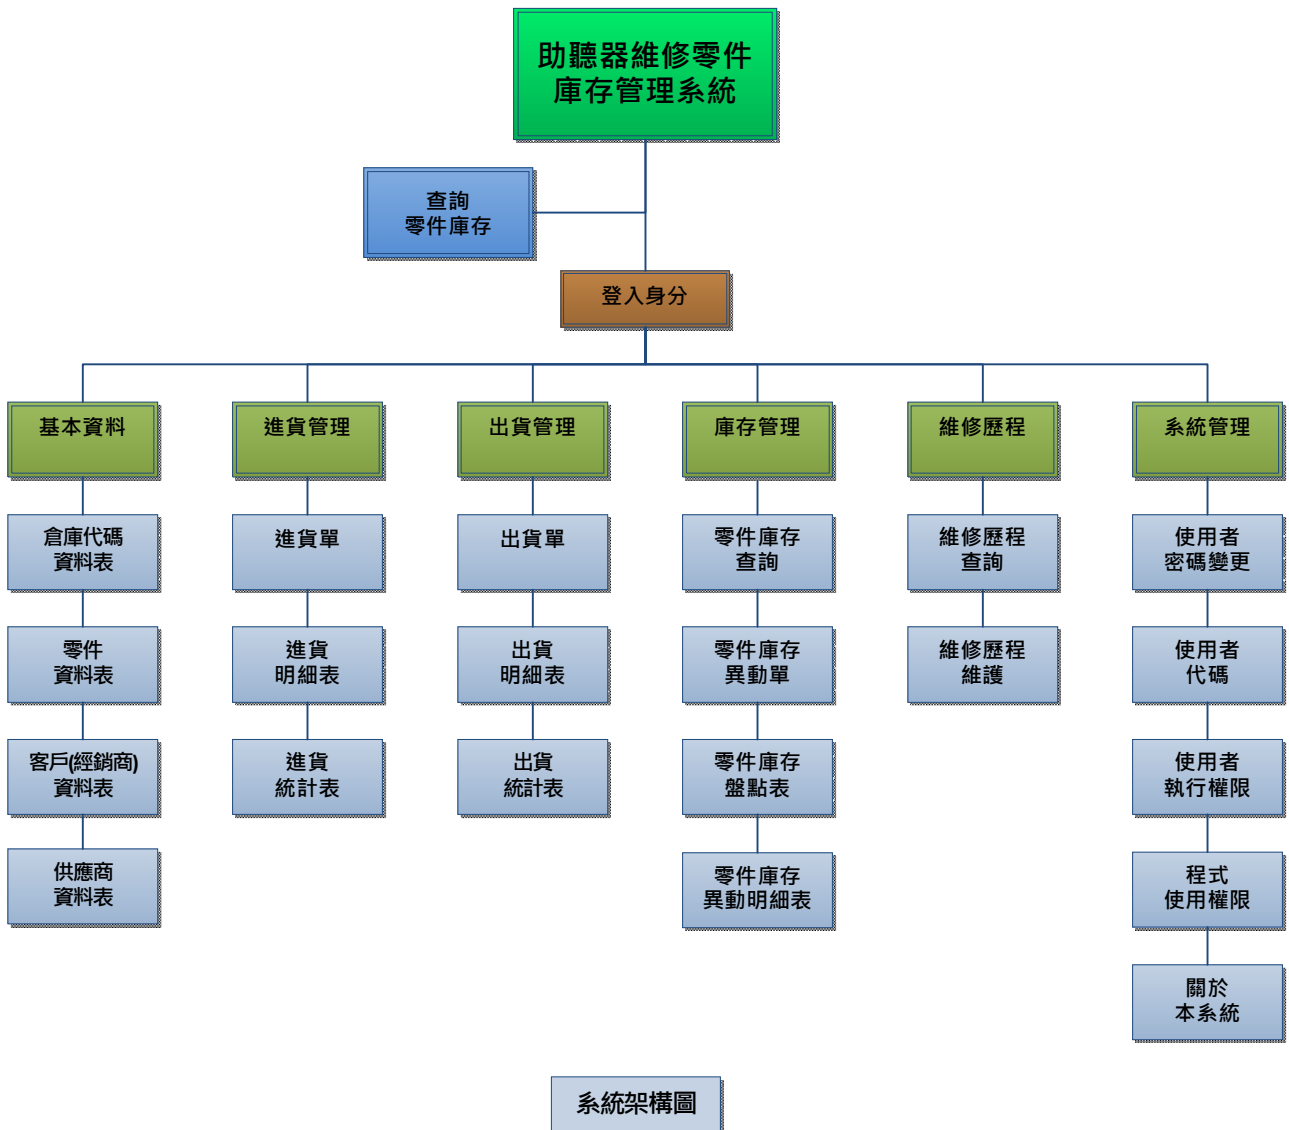 助聽器維修零件
庫存管理系統
查詢
零件庫存
登入身分
基本資料
進貨管理
出貨管理
庫存管理
維修歷程
系統管理
倉庫代碼
資料表
進貨單
出貨單
零件庫存
查詢
維修歷程
查詢
使用者
密碼變更
零件
資料表
進貨
明細表
出貨
明細表
零件庫存
異動單
維修歷程
維護
使用者
代碼
客戶(經銷商)
資料表
進貨
統計表
出貨
統計表
零件庫存
盤點表
使用者
執行權限
供應商
資料表
零件庫存
異動明細表
程式
使用權限
關於
本系統
系統架構圖